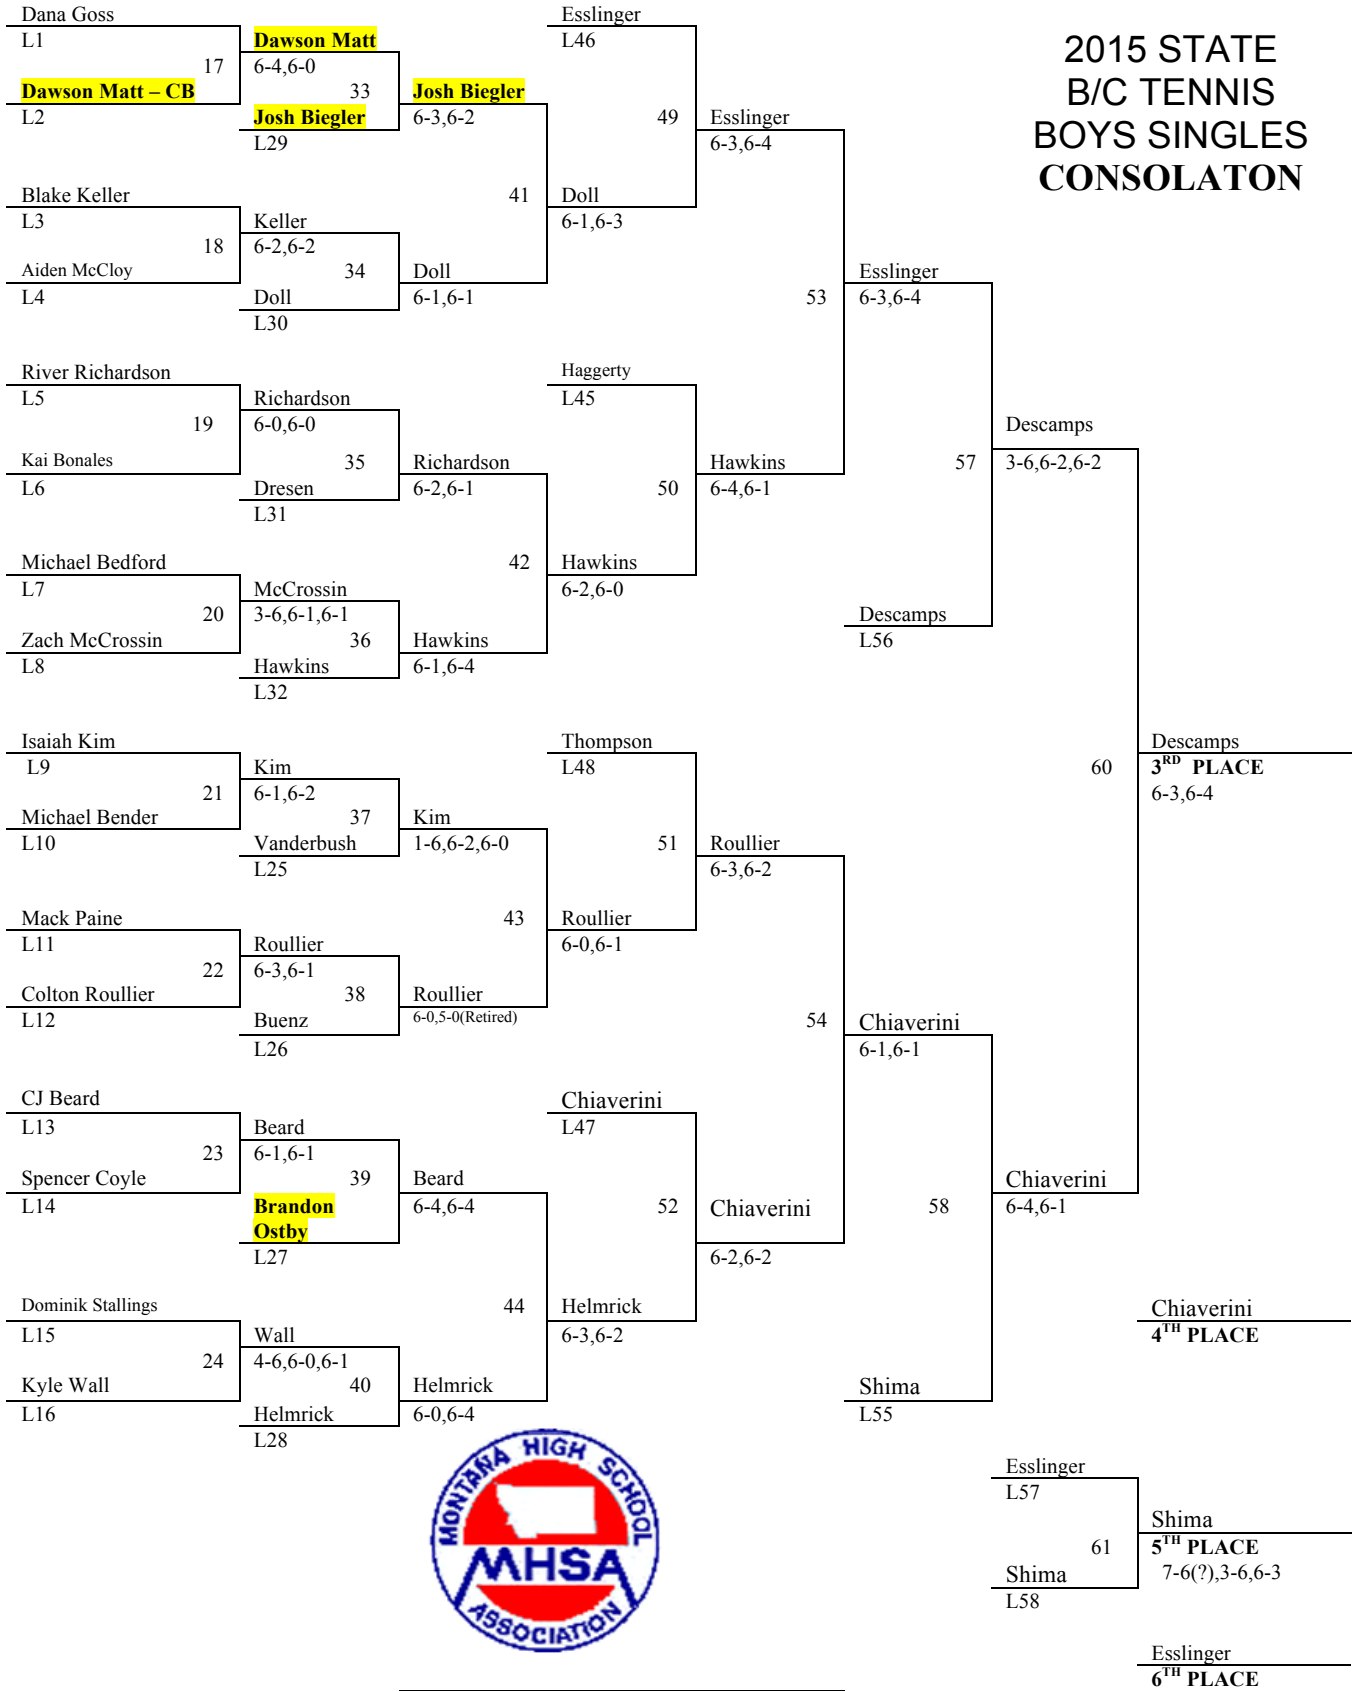 2015 STATE
B/C TENNIS
BOYS SINGLES
CONSOLATON
Dana Goss
L1
17
Dawson Matt – CB
L2
Blake Keller
L3
18
Aiden McCloy
L4
River Richardson
L5
19
Kai Bonales
L6
Michael Bedford
L7
20
Zach McCrossin
L8
Isaiah Kim
L9
21
Michael Bender
L10
Mack Paine
L11
22
Colton Roullier
L12
CJ Beard
L13
23
Spencer Coyle
L14
Dominik Stallings
L15
24
Kyle Wall
L16
Dawson Matt
6-4,6-0
33
Josh Biegler
L29
Keller
6-2,6-2
34
Doll
L30
Richardson
6-0,6-0
35
Dresen
L31
McCrossin
3-6,6-1,6-1
36
Hawkins
L32
Kim
6-1,6-2
37
Vanderbush
L25
Roullier
6-3,6-1
38
Buenz
L26
Beard
6-1,6-1
39
Brandon
Ostby
L27
Wall
4-6,6-0,6-1
40
Helmrick
L28
Josh Biegler
6-3,6-2
41
Doll
6-1,6-1
Richardson
6-2,6-1
42
Hawkins
6-1,6-4
Kim
1-6,6-2,6-0
43
Roullier
6-0,5-0(Retired)
Beard
6-4,6-4
44
Helmrick
6-0,6-4
Esslinger
L46
49
Doll
6-1,6-3
Haggerty
L45
50
Hawkins
6-2,6-0
Thompson
L48
51
Roullier
6-0,6-1
Chiaverini
L47
52
Helmrick
6-3,6-2
Esslinger
6-3,6-4
53
Hawkins
6-4,6-1
Roullier
6-3,6-2
54
Chiaverini
6-2,6-2
Esslinger
6-3,6-4
57
Descamps
L56
Chiaverini
6-1,6-1
58
Shima
L55
Descamps
3-6,6-2,6-2
60
Chiaverini
6-4,6-1
Descamps
3RD PLACE
6-3,6-4
Chiaverini
4TH PLACE
Esslinger
L57
61
Shima
L58
Shima
5TH PLACE
7-6(?),3-6,6-3
Esslinger
6TH PLACE
MONTANA HIGH SCHOOL
MHSA
ASSOCIATION